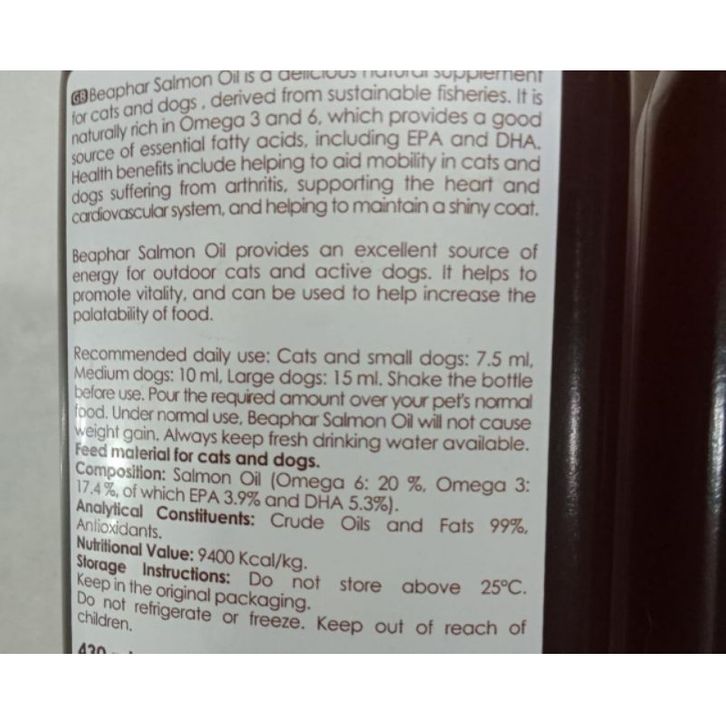 GB Beaphar Salmon Oil is a delicious natural supplement
for cats and dogs, derived from sustainable fisheries. It is
naturally rich in Omega 3 and 6, which provides a good
source of essential fatty acids, including EPA and DHA.
Health benefits include helping to aid mobility in cats and
dogs suffering from arthritis, supporting the heart and
cardiovascular system, and helping to maintain a shiny coat.
Beaphar Salmon Oil provides an excellent source of
energy for outdoor cats and active dogs. It helps to
promote vitality, and can be used to help increase the
palatability of food.
Recommended daily use: Cats and small dogs: 7.5 ml,
Medium dogs: 10 ml, Large dogs: 15 ml. Shake the bottle
before use. Pour the required amount over your pet's normal
food. Under normal use, Beaphar Salmon Oil will not cause
weight gain. Always keep fresh drinking water available.
Feed material for cats and dogs.
Composition: Salmon Oil (Omega 6: 20 %, Omega 3:
17.4%, of which EPA 3.9% and DHA 5.3%).
Analytical Constituents: Crude Oils and Fats 99%,
Antioxidants.
Nutritional Value: 9400 Kcal/kg.
Storage Instructions: Do not store above 25°C.
Keep in the original packaging.
Do not refrigerate or freeze. Keep out of reach of
children.
430